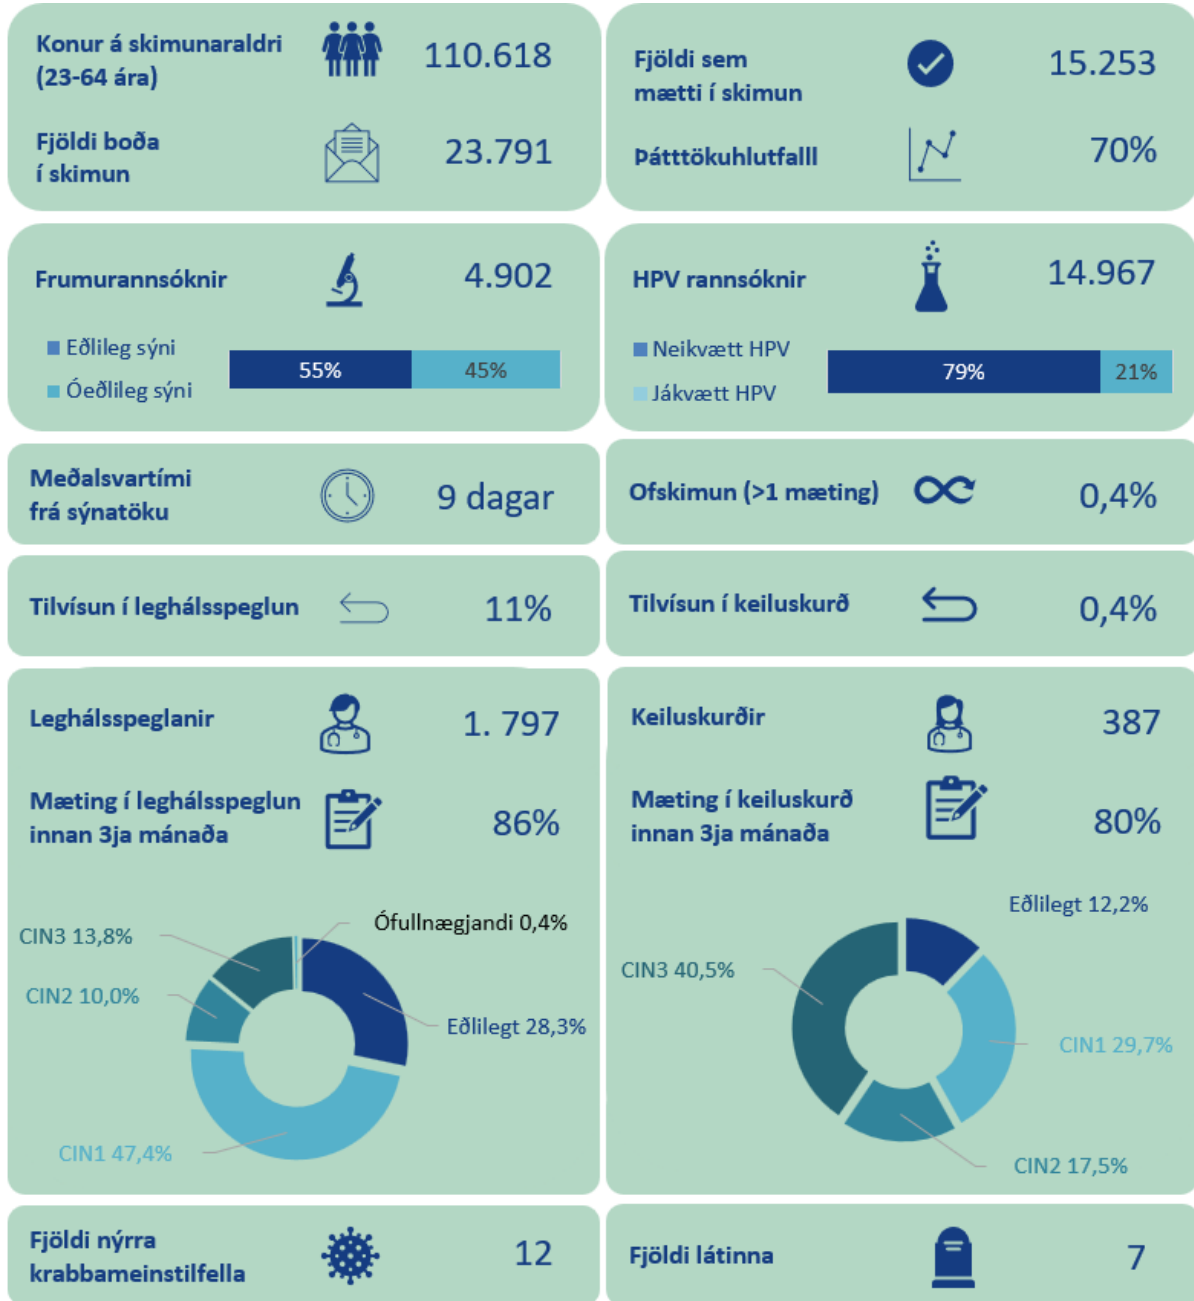 Konur á skimunaraldri
(23-64 ára)
110.618
Fjöldi boða
í skimun
23.791
Fjöldi sem
mætti í skimun
15.253
Þátttökuhlutfalll
70%
Frumurannsóknir
4.902
Eðlileg sýni
Óeðlileg sýni
55%
45%
HPV rannsóknir
14.967
Neikvætt HPV
Jákvætt HPV
79%
21%
Meðalsvartími
frá sýnatöku
9 dagar
Ofskimun (>1 mæting)
0,4%
Tilvísun í leghálsspeglun
11%
Tilvísun í keiluskurð
0,4%
Leghálsspeglanir
1. 797
Mæting í leghálsspeglun
innan 3ja mánaða
86%
Ófullnægjandi 0,4%
CIN3 13,8%
CIN2 10,0%
Eðlilegt 28,3%
CIN1 47,4%
Keiluskurðir
387
Mæting í keiluskurð
innan 3ja mánaða
80%
Eðlilegt 12,2%
CIN3 40,5%
CIN1 29,7%
CIN2 17,5%
Fjöldi nýrra
krabbameinstilfella
12
Fjöldi látinna
7